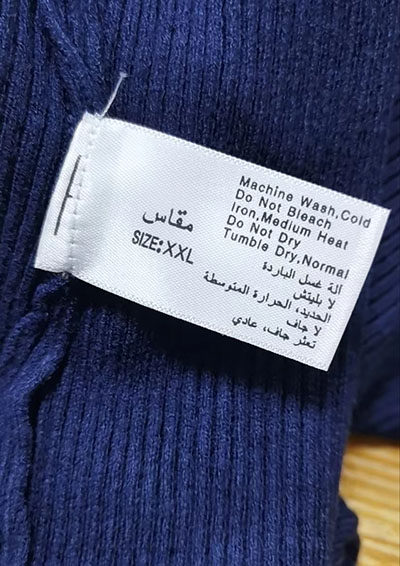 مقاس
SIZE:XXL
Machine Wash,Cold
Do Not Bleach
Iron,Medium Heat
Do Not Dry
Tumble Dry,Normal
آلة غسل الباردة
لا بليتش
الحديد, الحرارة المتوسطة
لا جاف
تعثر جاف, عادي